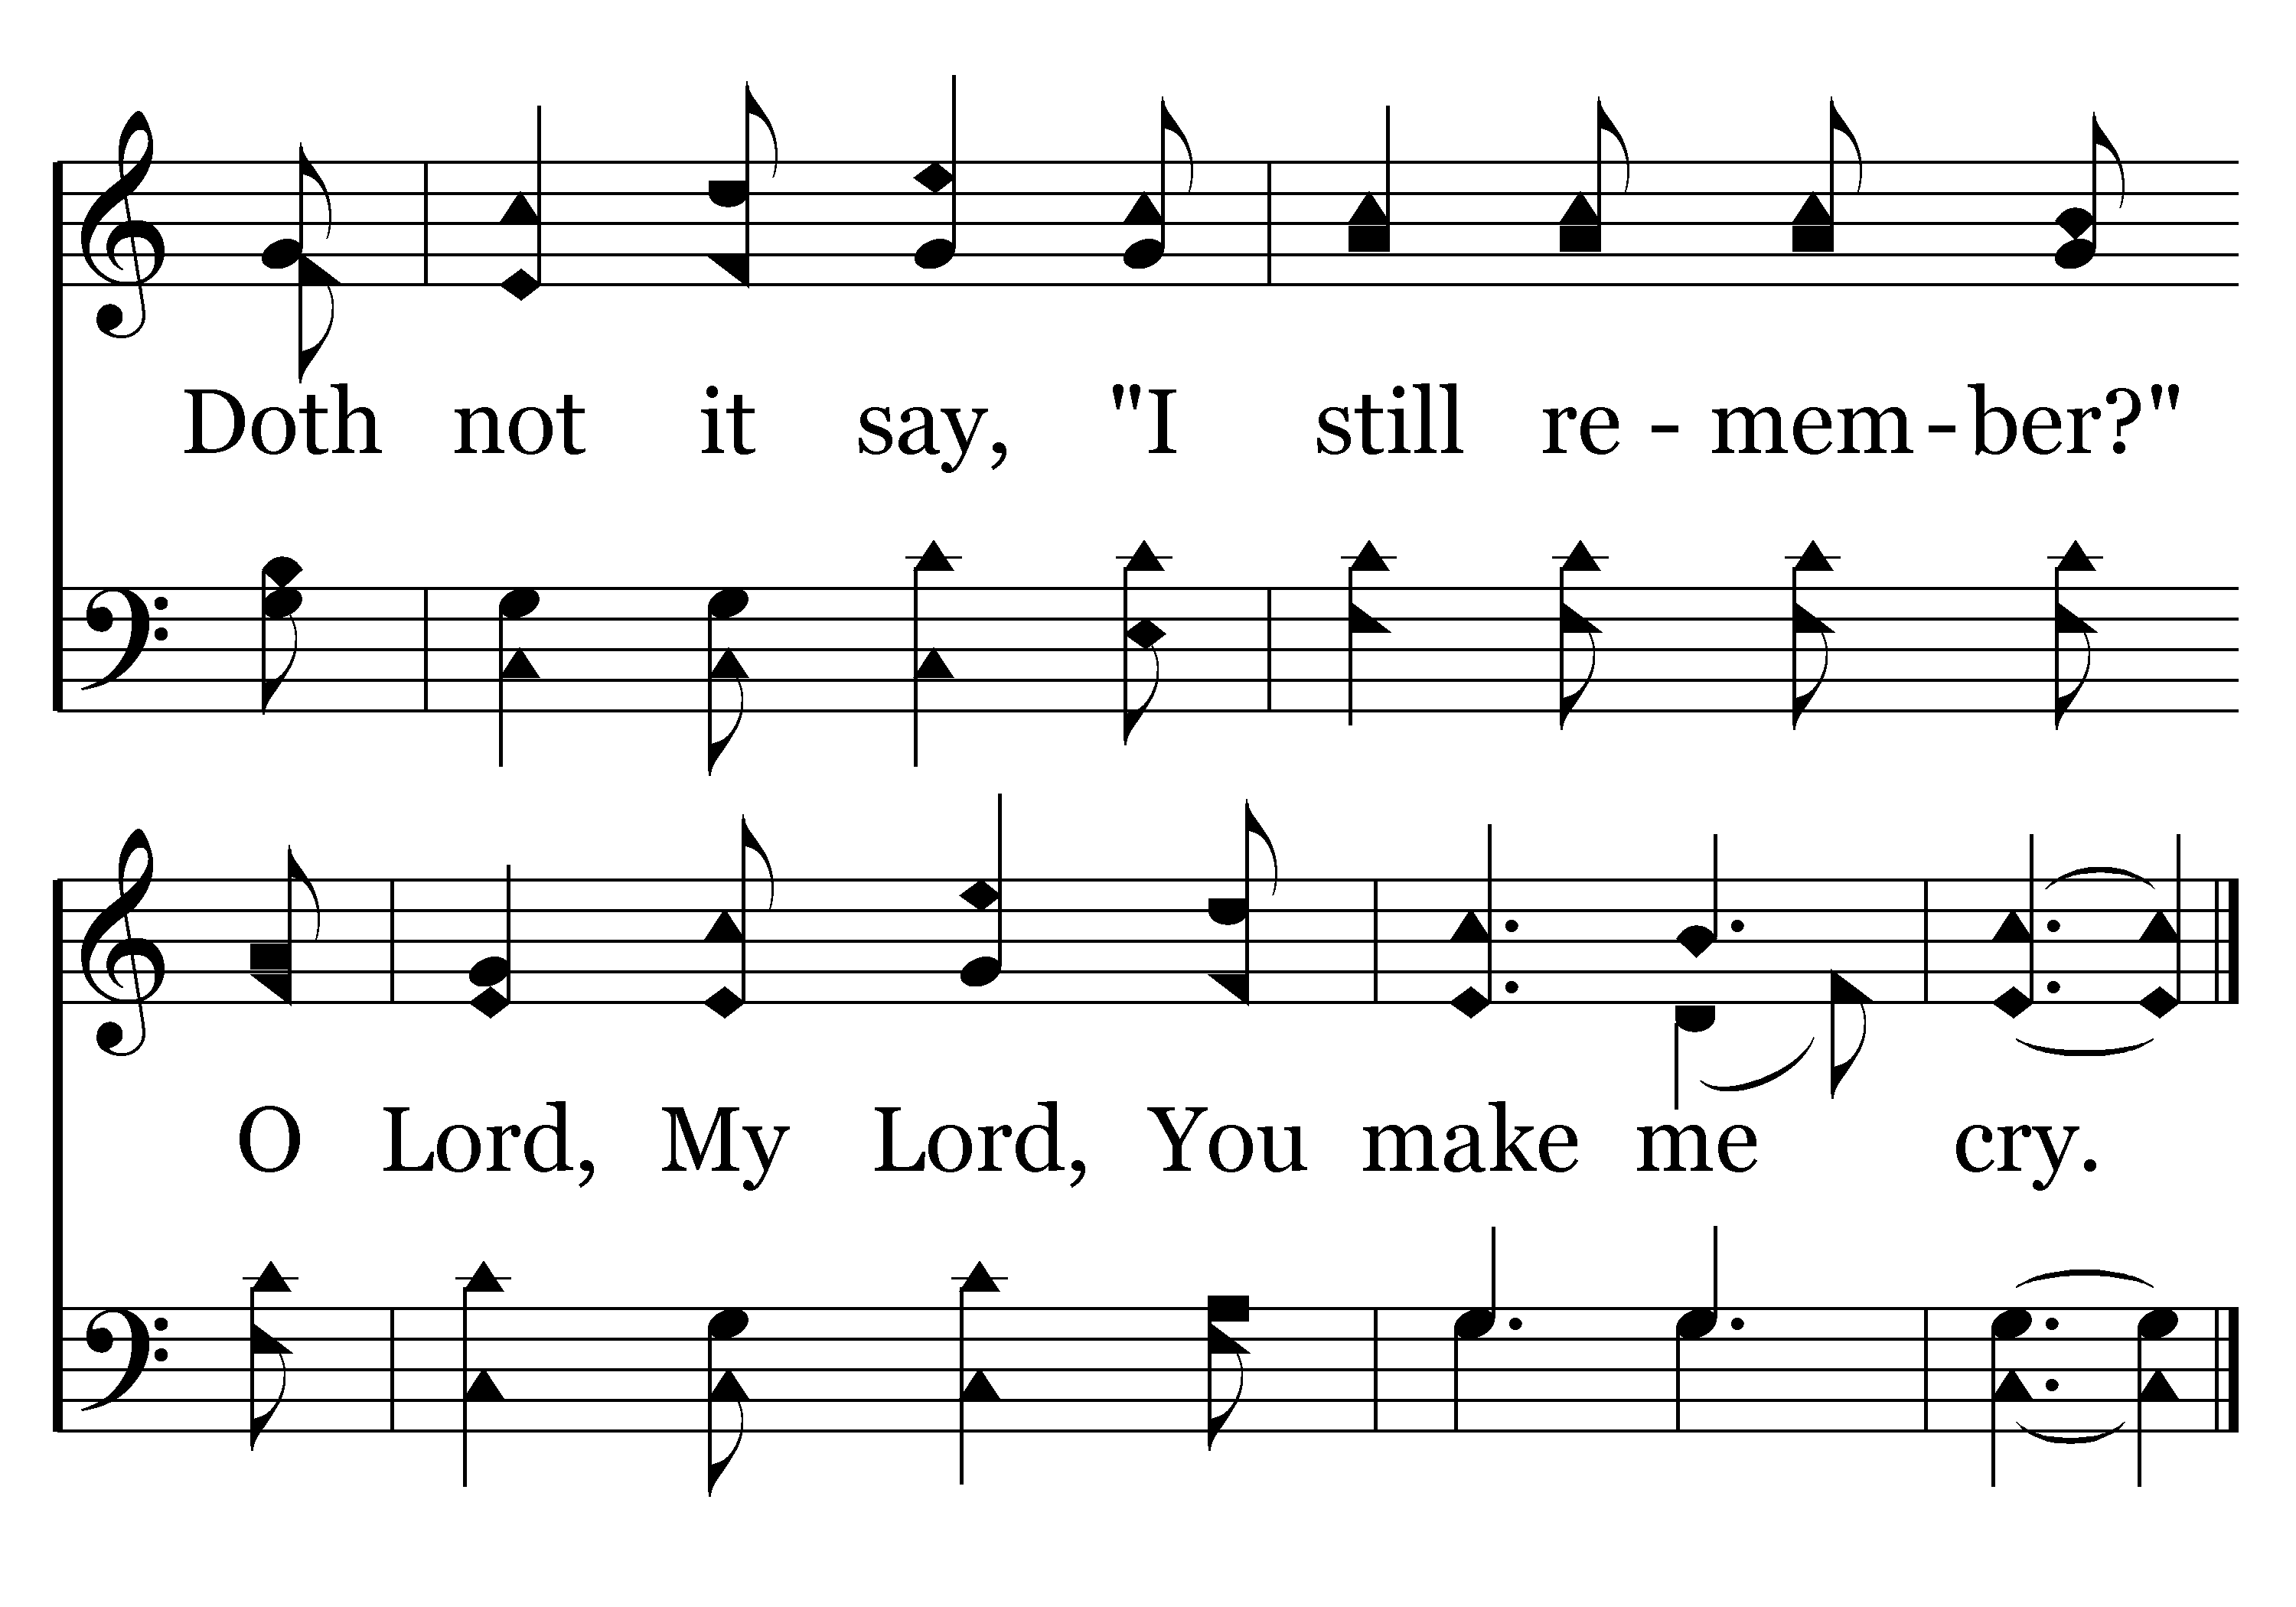 Doth not it say, "I still re-mem-ber?"
O Lord, My Lord, You make me cry.